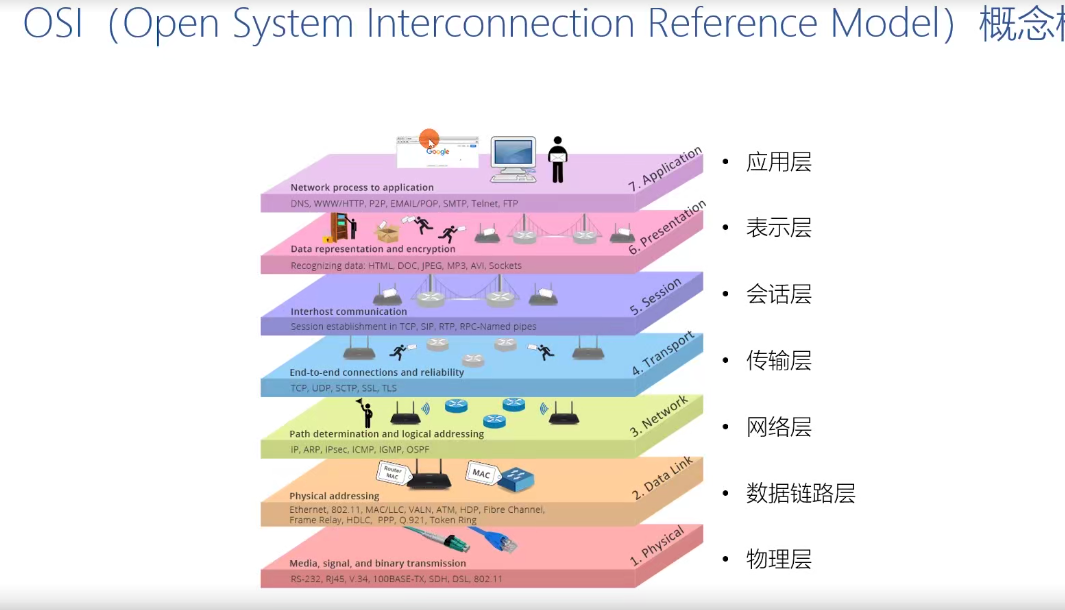 OSI（Open System Interconnection Reference Model）概念
Google
7. Application
Network process to application
DNS, WWW/HTTP, P2P, EMAIL/POP, SMTP, Telnet, FTP
应用层
6. Presentation
Data representation and encryption
Recognizing data: HTML, DOC, JPEG, MP3, AVI, Sockets
表示层
5. Session
Interhost communication
Session establishment in TCP, SIP, RTP, RPC-Named pipes
会话层
4. Transport
End-to-end connections and reliability
TCP, UDP, SCTP, SSL, TLS
传输层
3. Network
Path determination and logical addressing
IP, ARP, IPsec, ICMP, IGMP, OSPF
网络层
Router MAC
MAC
2. Data Link
Physical addressing
Ethernet, 802.11, MAC/LLC, VALN, ATM, HDP, Fibre Channel,
Frame Relay, HDLC, PPP, Q.921, Token Ring
数据链路层
1. Physical
Media, signal, and binary transmission
RS-232, RJ45, V.34, 100BASE-TX, SDH, DSL, 802.11
物理层